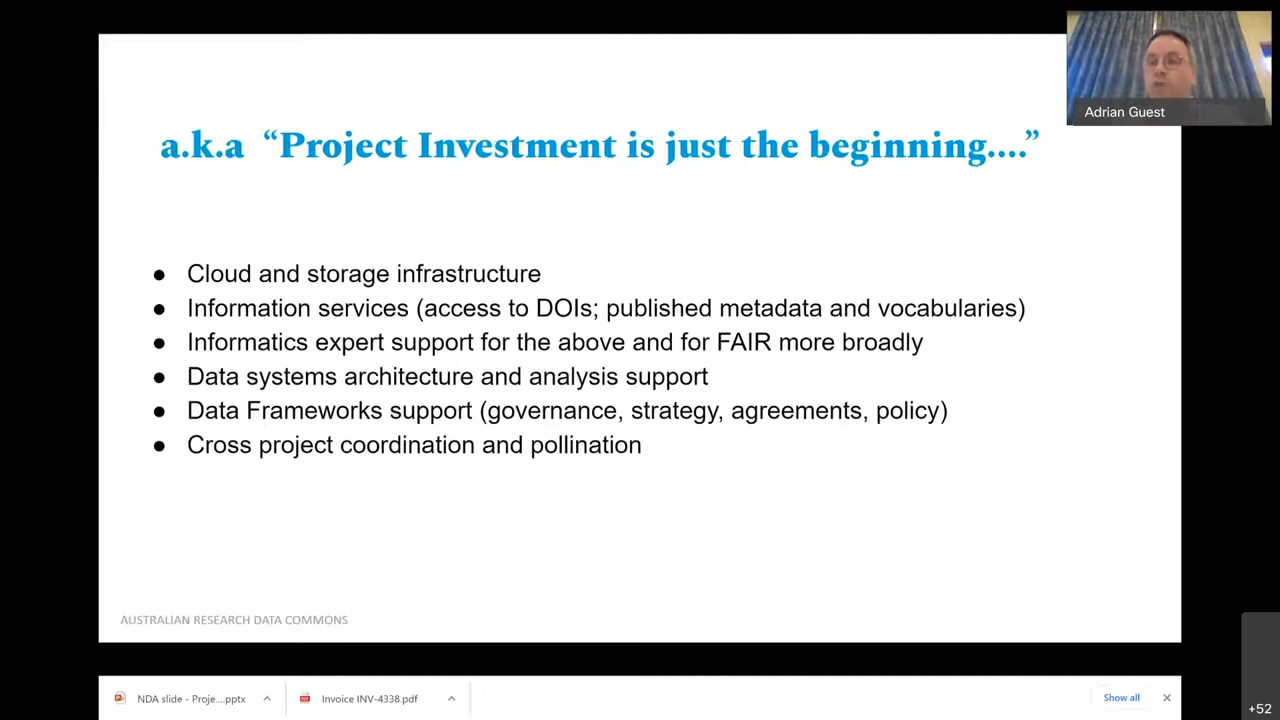 Adrian Guest
a.k.a “Project Investment is just the beginning....”
● Cloud and storage infrastructure
● Information services (access to DOIs; published metadata and vocabularies)
● Informatics expert support for the above and for FAIR more broadly
● Data systems architecture and analysis support
● Data Frameworks support (governance, strategy, agreements, policy)
● Cross project coordination and pollination
AUSTRALIAN RESEARCH DATA COMMONS
NDA slide - Proje....pptx
Invoice INV-4338.pdf
Show all
+52